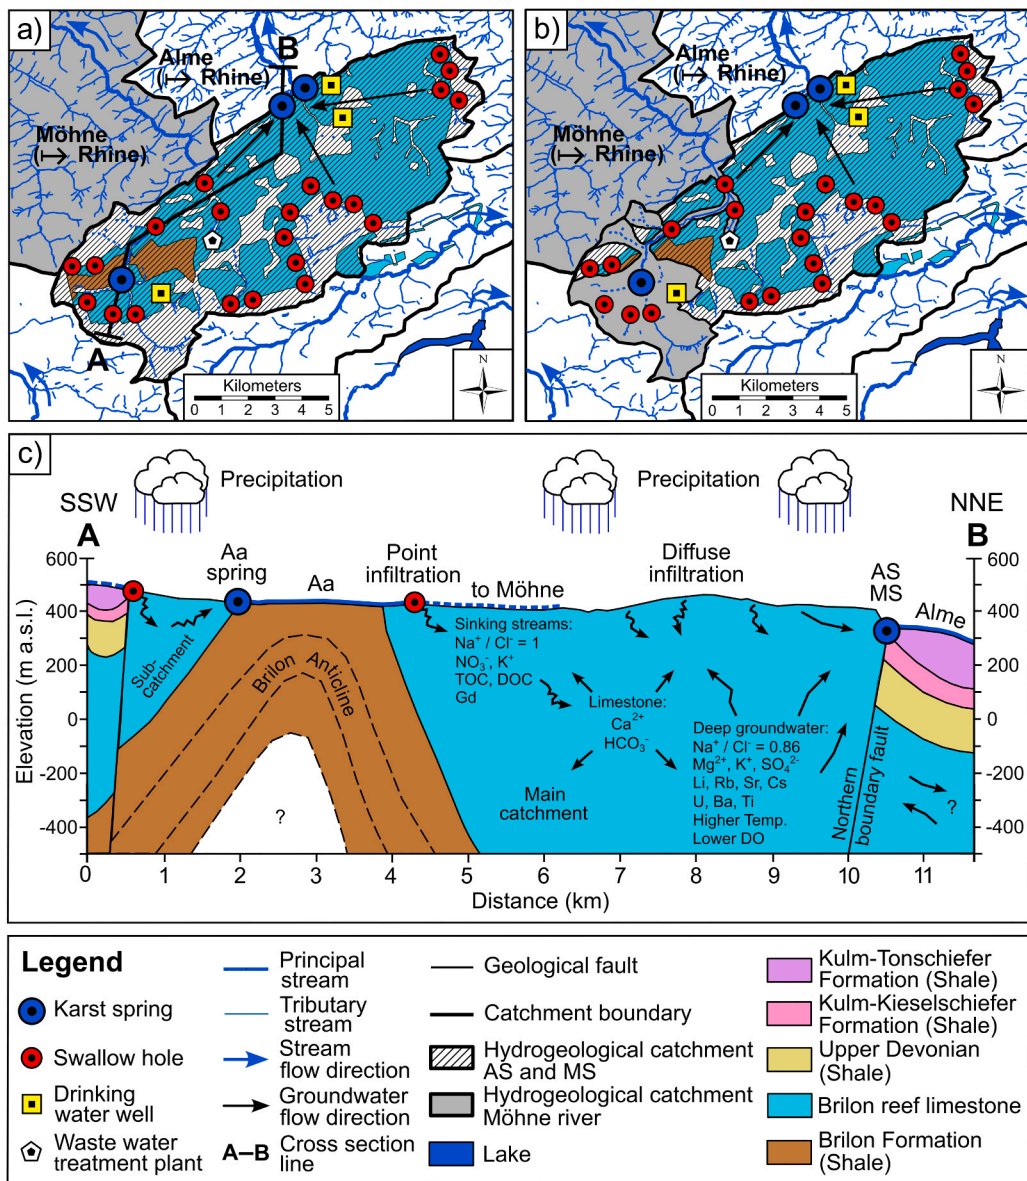 a)
Alme
(↦ Rhine)
B
Möhne
(↦ Rhine)
A
Kilometers
0 1 2 3 4 5
N
b)
Alme
(↦ Rhine)
Möhne
(↦ Rhine)
Kilometers
0 1 2 3 4 5
N
c)
Precipitation
Precipitation
SSW
A
NNE
B
Aa
spring
Aa
Point
infiltration
to Möhne
Diffuse
infiltration
AS
MS
Alme
Elevation (m a.s.l.)
600
400
200
0
-200
-400
600
400
200
0
-200
-400
Sub-
catchment
Brilon
Anticline
?
Sinking streams:
Na⁺ / Cl⁻ = 1
NO₃⁻, K⁺
TOC, DOC
Gd
Limestone:
Ca²⁺
HCO₃⁻
Main
catchment
Deep groundwater:
Na⁺ / Cl⁻ = 0.86
Mg²⁺, K⁺, SO₄²⁻
Li, Rb, Sr, Cs
U, Ba, Ti
Higher Temp.
Lower DO
Northern
boundary fault
?
0 1 2 3 4 5 6 7 8 9 10 11
Distance (km)
Legend
Karst spring
Swallow hole
Drinking
water well
Waste water
treatment plant
Principal
stream
Tributary
stream
Stream
flow direction
Groundwater
flow direction
A–B Cross section
line
Geological fault
Catchment boundary
Hydrogeological catchment
AS and MS
Hydrogeological catchment
Möhne river
Lake
Kulm-Tonschiefer
Formation (Shale)
Kulm-Kieselschiefer
Formation (Shale)
Upper Devonian
(Shale)
Brilon reef limestone
Brilon Formation
(Shale)